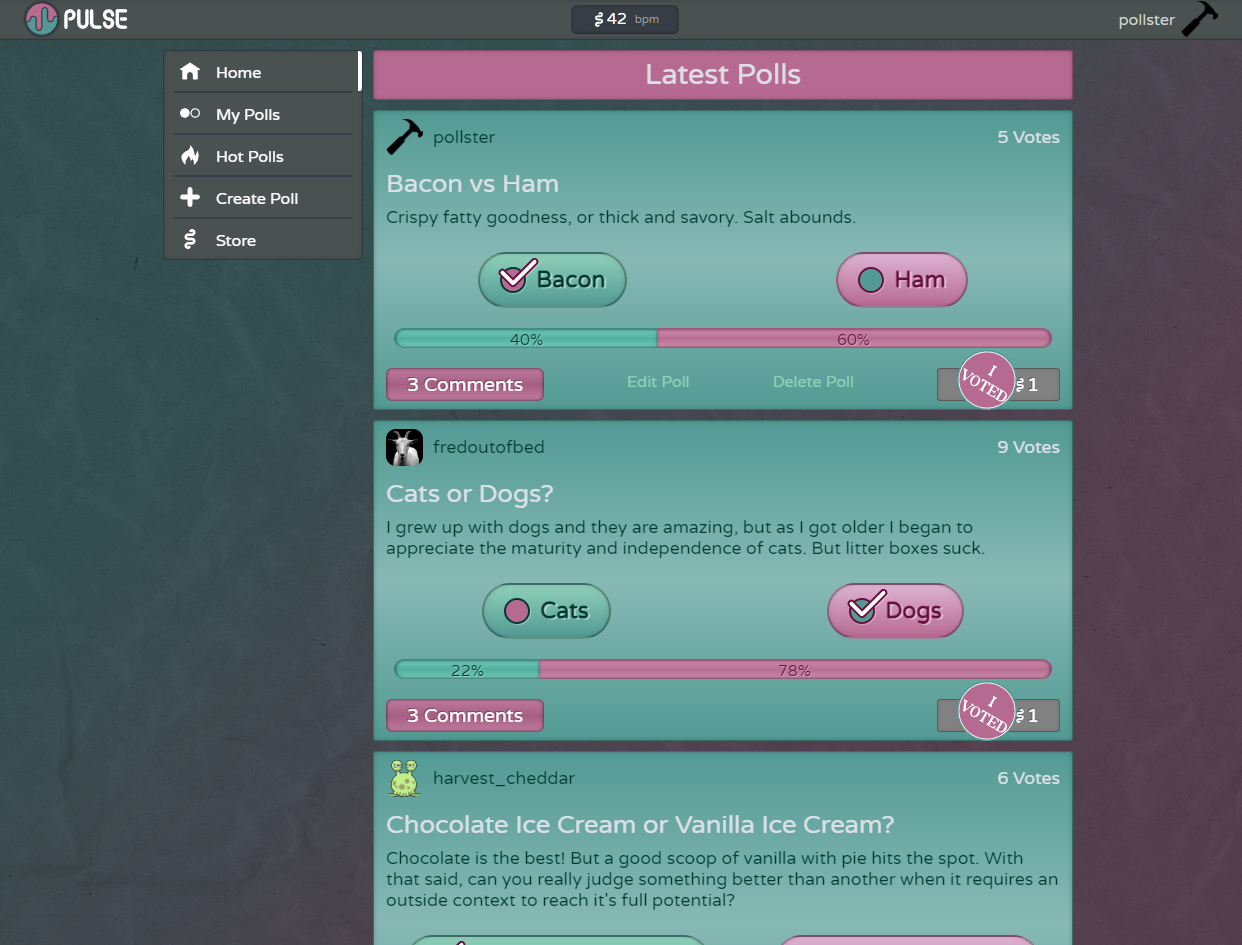 PULSE
42 bpm
pollster
Home
My Polls
Hot Polls
Create Poll
Store
Latest Polls
pollster
5 Votes
Bacon vs Ham
Crispy fatty goodness, or thick and savory. Salt abounds.
Bacon
Ham
40%
60%
3 Comments
Edit Poll
Delete Poll
I
VOTED
1
fredoutofbed
9 Votes
Cats or Dogs?
I grew up with dogs and they are amazing, but as I got older I began to
appreciate the maturity and independence of cats. But litter boxes suck.
Cats
Dogs
22%
78%
3 Comments
I
VOTED
1
harvest_cheddar
6 Votes
Chocolate Ice Cream or Vanilla Ice Cream?
Chocolate is the best! But a good scoop of vanilla with pie hits the spot. With
that said, can you really judge something better than another when it requires an
outside context to reach it's full potential?